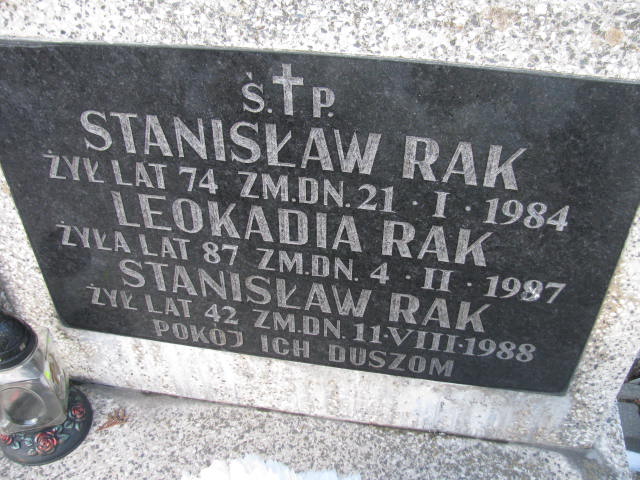 Ś.†P.
STANISŁAW RAK
ŻYŁ LAT 74 ZM.DN. 21 · I · 1984
LEOKADIA RAK
ŻYŁA LAT 87 ZM.DN. 4 · II · 1987
STANISŁAW RAK
ŻYŁ LAT 42 ZM.DN. 11·VIII·1988
POKÓJ ICH DUSZOM